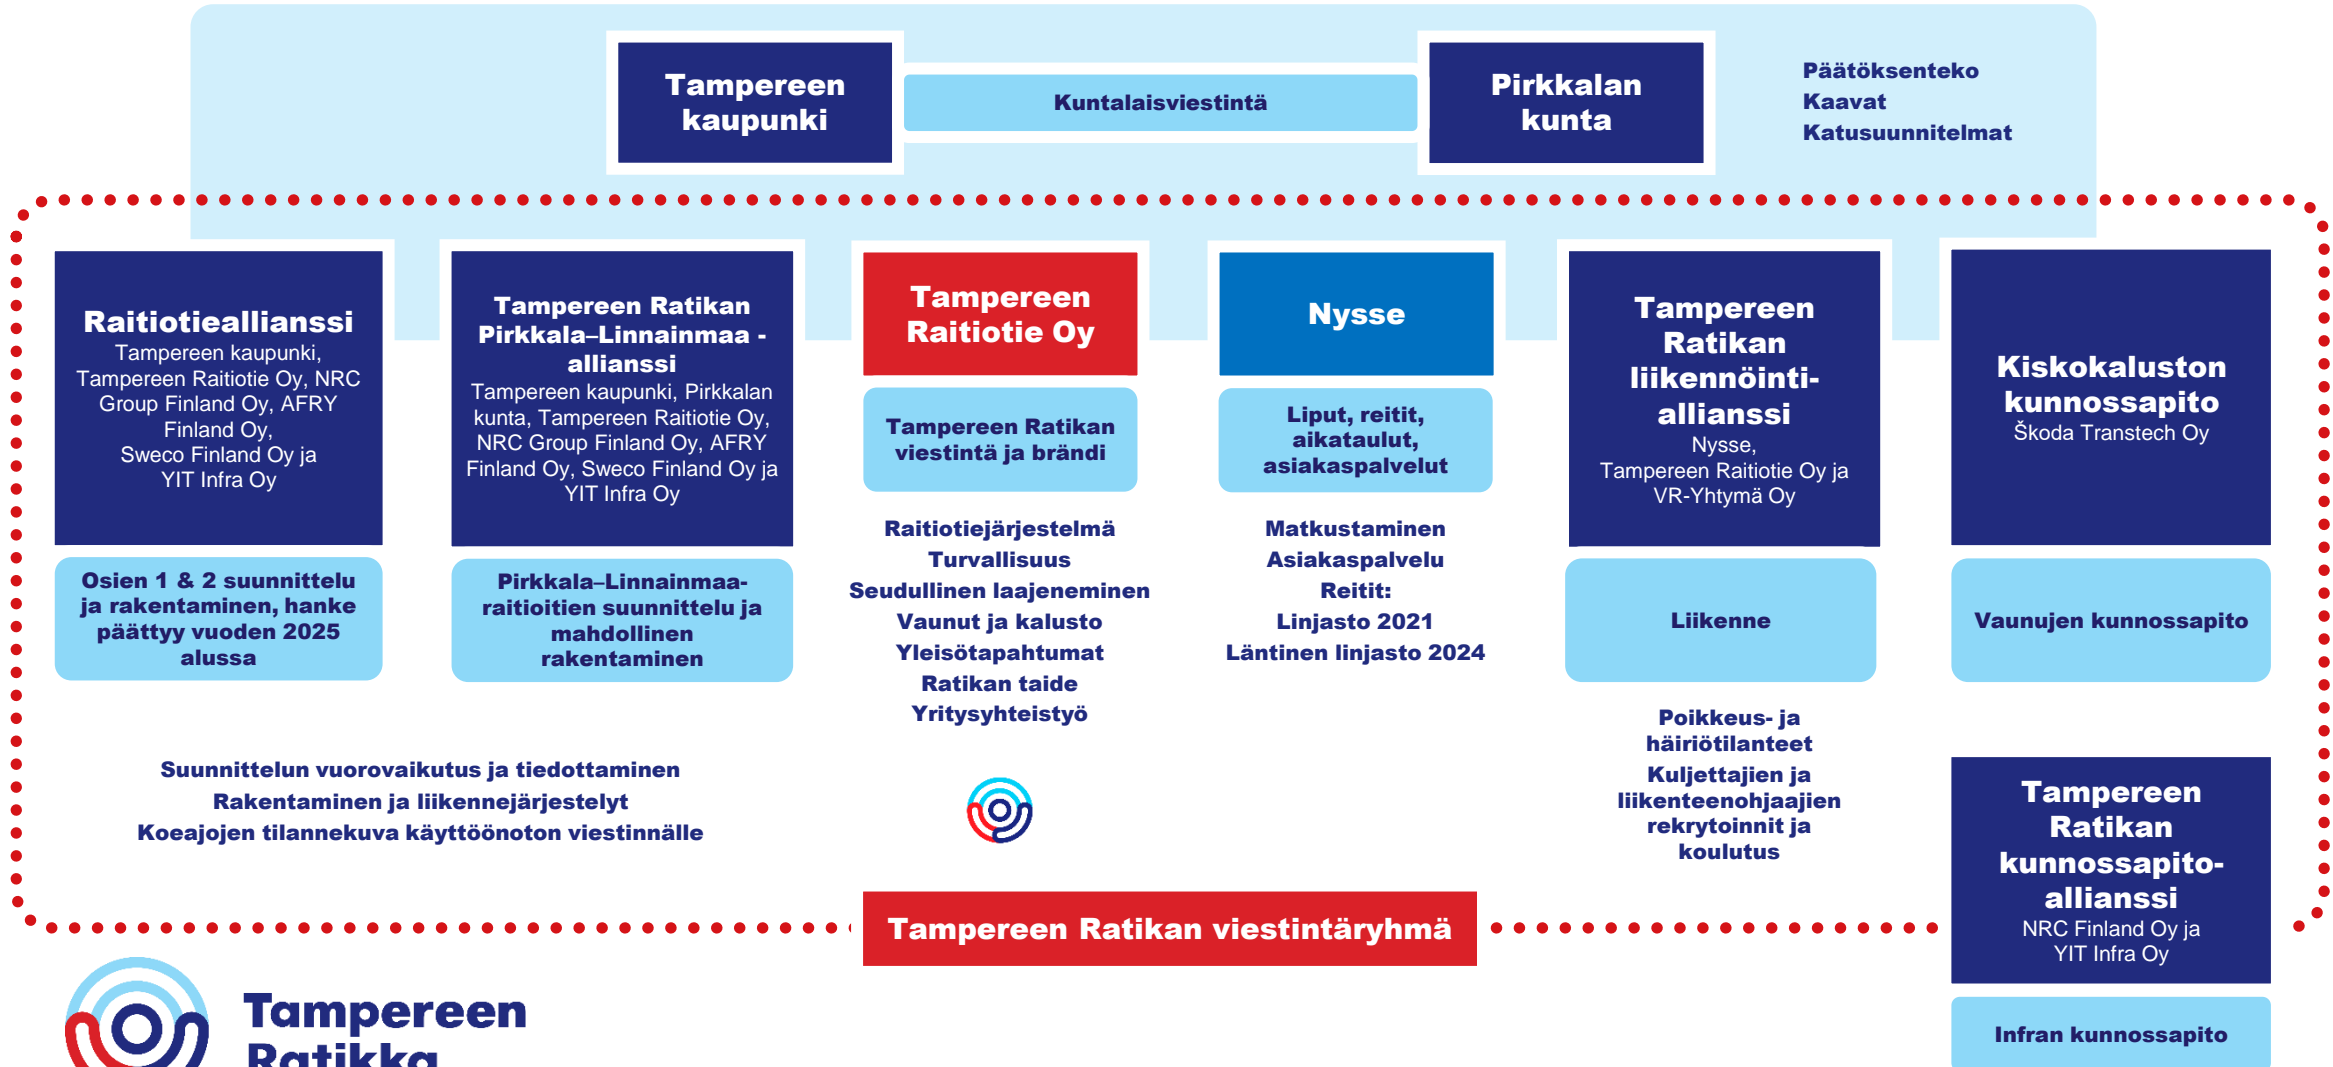 Tampereen
kaupunki
Kuntalaisviestintä
Pirkkalan
kunta
Päätöksenteko
Kaavat
Katusuunnitelmat
Raitiotieallianssi
Tampereen kaupunki,
Tampereen Raitiotie Oy, NRC
Group Finland Oy, AFRY
Finland Oy,
Sweco Finland Oy ja
YIT Infra Oy
Osien 1 & 2 suunnittelu
ja rakentaminen, hanke
päättyy vuoden 2025
alussa
Tampereen Ratikan
Pirkkala–Linnainmaa -
allianssi
Tampereen kaupunki, Pirkkalan
kunta, Tampereen Raitiotie Oy,
NRC Group Finland Oy, AFRY
Finland Oy, Sweco Finland Oy ja
YIT Infra Oy
Pirkkala–Linnainmaa-
raitioitien suunnittelu ja
mahdollinen
rakentaminen
Suunnittelun vuorovaikutus ja tiedottaminen
Rakentaminen ja liikennejärjestelyt
Koeajojen tilannekuva käyttöönoton viestinnälle
Tampereen
Raitiotie Oy
Tampereen Ratikan
viestintä ja brändi
Raitiotiejärjestelmä
Turvallisuus
Seudullinen laajeneminen
Vaunut ja kalusto
Yleisötapahtumat
Ratikan taide
Yritysyhteistyö
Nysse
Liput, reitit,
aikataulut,
asiakaspalvelut
Matkustaminen
Asiakaspalvelu
Reitit:
Linjasto 2021
Läntinen linjasto 2024
Tampereen
Ratikan
liikennöinti-
allianssi
Nysse,
Tampereen Raitiotie Oy ja
VR-Yhtymä Oy
Liikenne
Poikkeus- ja
häiriötilanteet
Kuljettajien ja
liikenteenohjaajien
rekrytoinnit ja
koulutus
Kiskokaluston
kunnossapito
Škoda Transtech Oy
Vaunujen kunnossapito
Tampereen
Ratikan
kunnossapito-
allianssi
NRC Finland Oy ja
YIT Infra Oy
Infran kunnossapito
Tampereen Ratikan viestintäryhmä
Tampereen
Ratikka